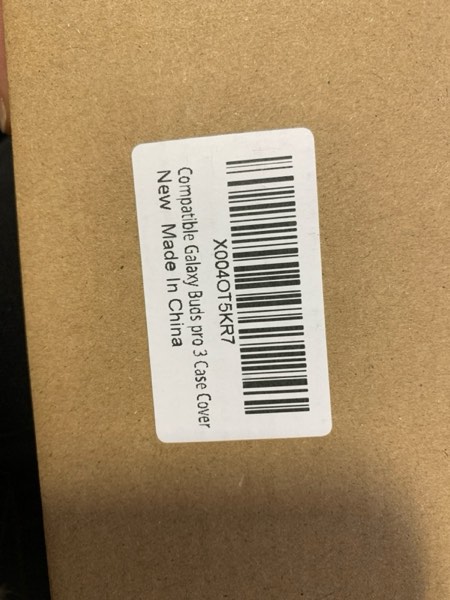 X004OT5KR7
Compatible Galaxy Buds pro 3 Case Cover
New Made In China